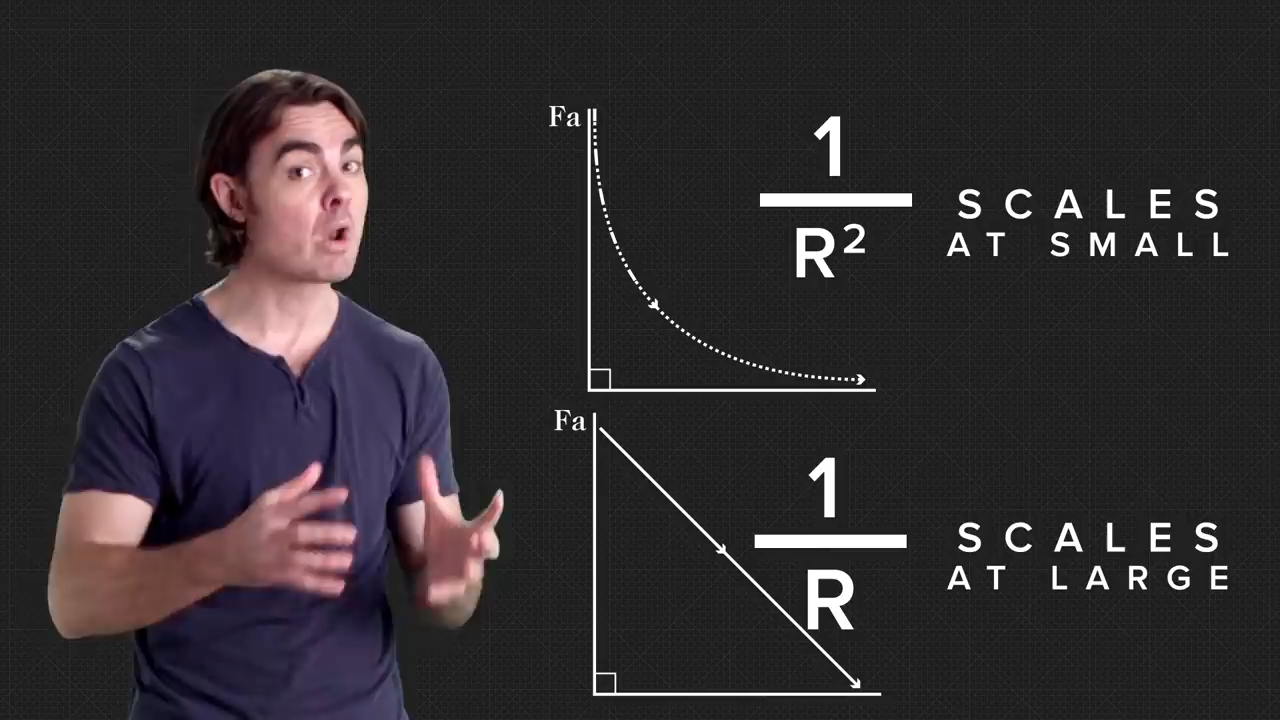 Fa
1
R²
SCALES
AT SMALL
Fa
1
R
SCALES
AT LARGE